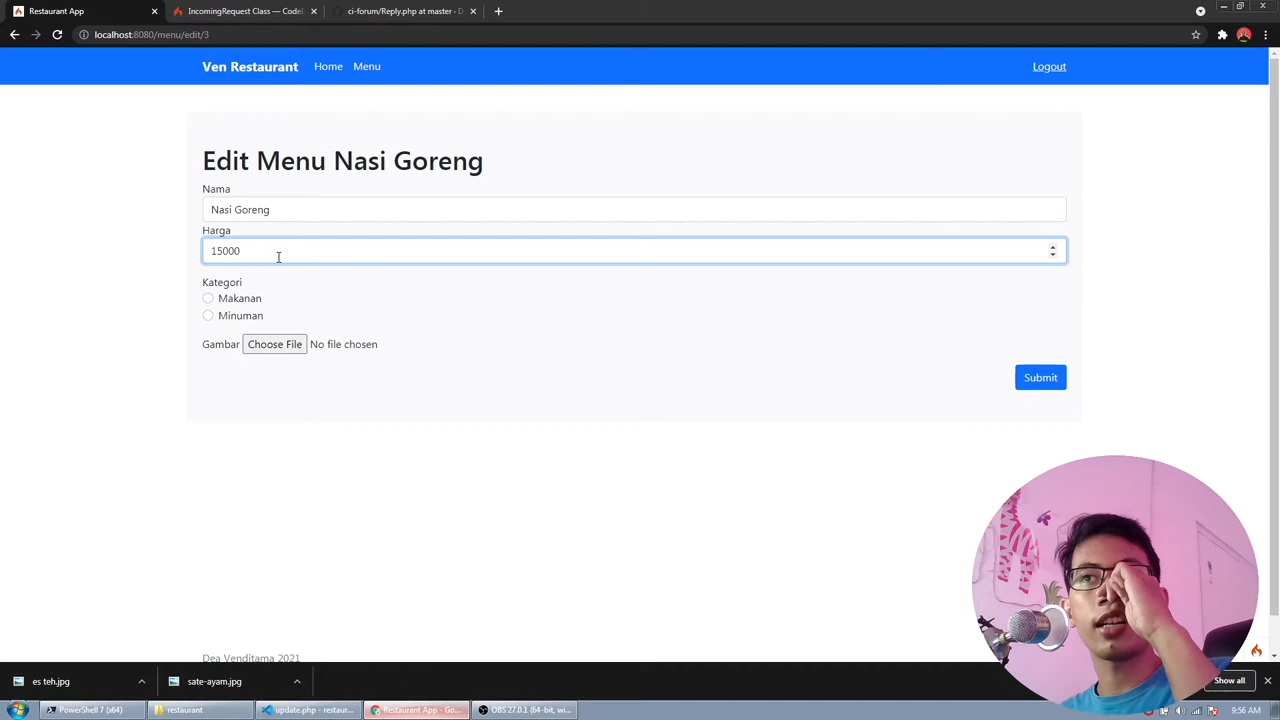 Restaurant App
IncomingRequest Class — Codei
ci-forum/Reply.php at master · D
localhost:8080/menu/edit/3
Ven Restaurant Home Menu Logout
Edit Menu Nasi Goreng
Nama
Nasi Goreng
Harga
15000
Kategori
Makanan
Minuman
Gambar Choose File No file chosen
Submit
Dea Venditama 2021
es teh.jpg
sate-ayam.jpg
Show all
PowerShell 7 (x64)
restaurant
update.php - restaur...
Restaurant App - Go...
OBS 27.0.1 (64-bit, wi...
9:56 AM